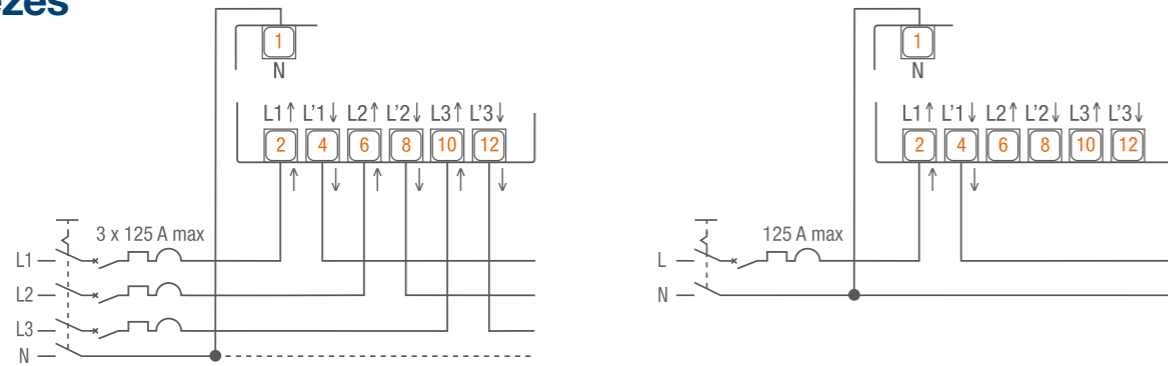 1
N
L1↑ L'1↓ L2↑ L'2↓ L3↑ L'3↓
2 4 6 8 10 12
↑ ↓ ↑ ↓ ↑ ↓
3 x 125 A max
L1
L2
L3
N
1
N
L1↑ L'1↓ L2↑ L'2↓ L3↑ L'3↓
2 4 6 8 10 12
↑ ↓
125 A max
L
N